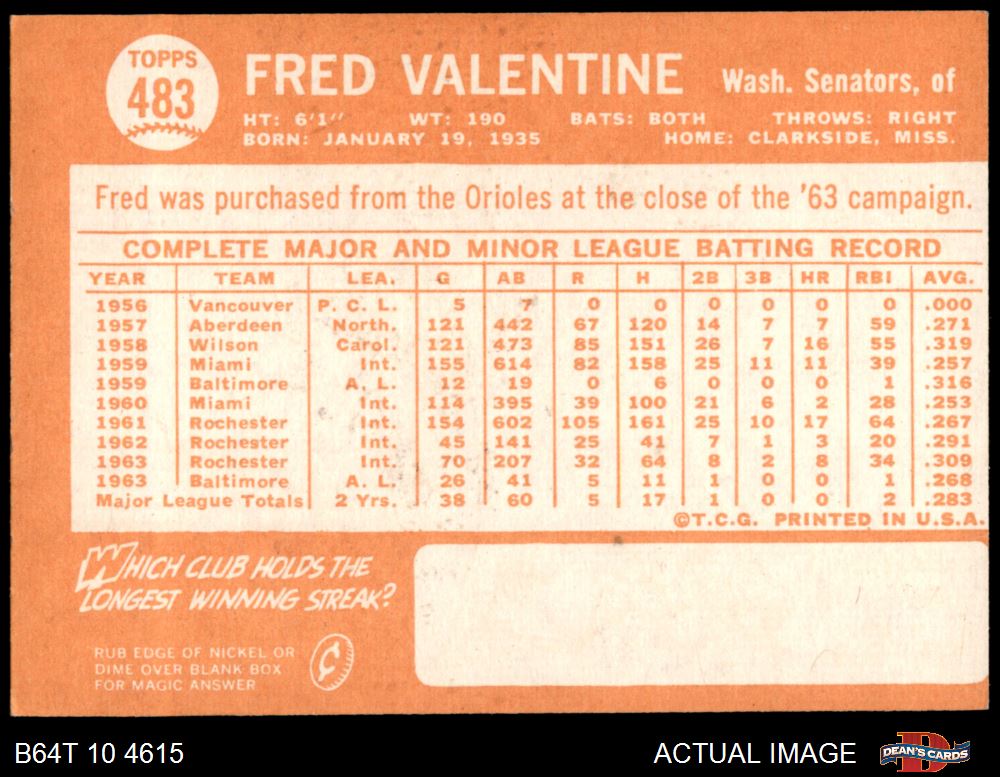 TOPPS
483
FRED VALENTINE Wash. Senators, of
HT: 6'1" WT: 190 BATS: BOTH THROWS: RIGHT
BORN: JANUARY 19, 1935 HOME: CLARKSIDE, MISS.
Fred was purchased from the Orioles at the close of the '63 campaign.
COMPLETE MAJOR AND MINOR LEAGUE BATTING RECORD
YEAR TEAM LEA. G AB R H 2B 3B HR RBI AVG.
1956 Vancouver P. C. L. 5 7 0 0 0 0 0 0 .000
1957 Aberdeen North. 121 442 67 120 14 7 7 59 .271
1958 Wilson Carol. 121 473 85 151 26 7 16 55 .319
1959 Miami Int. 155 614 82 158 25 11 11 39 .257
1959 Baltimore A. L. 12 19 0 6 0 0 0 1 .316
1960 Miami Int. 114 395 39 100 21 6 2 28 .253
1961 Rochester Int. 154 602 105 161 25 10 17 64 .267
1962 Rochester Int. 45 141 25 41 7 1 3 20 .291
1963 Rochester Int. 70 207 32 64 8 2 8 34 .309
1963 Baltimore A. L. 26 41 5 11 1 0 0 1 .268
Major League Totals 2 Yrs. 38 60 5 17 1 0 0 2 .283
©T.C.G. PRINTED IN U.S.A.
WHICH CLUB HOLDS THE
LONGEST WINNING STREAK?
RUB EDGE OF NICKEL OR
DIME OVER BLANK BOX
FOR MAGIC ANSWER
¢
B64T 10 4615 ACTUAL IMAGE D DEAN'S CARDS